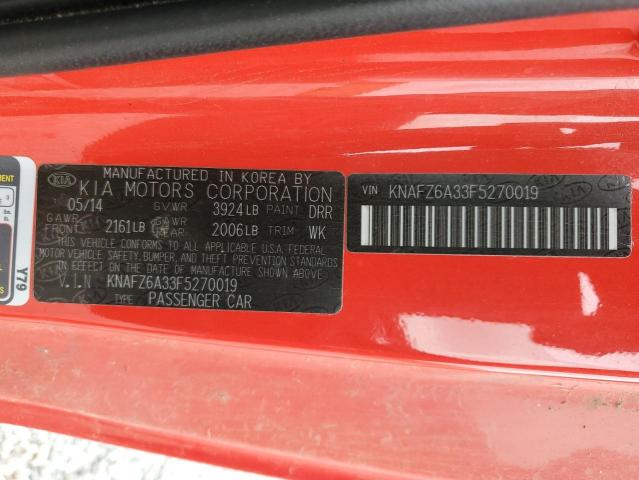 MANUFACTURED IN KOREA BY
KIA KIA MOTORS CORPORATION
05/14 GVWR 3924LB PAINT DRR
GAWR FRONT 2161LB GAWR REAR 2006LB TRIM WK
THIS VEHICLE CONFORMS TO ALL APPLICABLE U.S.A. FEDERAL
MOTOR VEHICLE SAFETY, BUMPER, AND THEFT PREVENTION STANDARDS
IN EFFECT ON THE DATE OF MANUFACTURE SHOWN ABOVE.
V.I.N KNAFZ6A33F5270019
TYPE PASSENGER CAR
VIN KNAFZ6A33F5270019
Y79